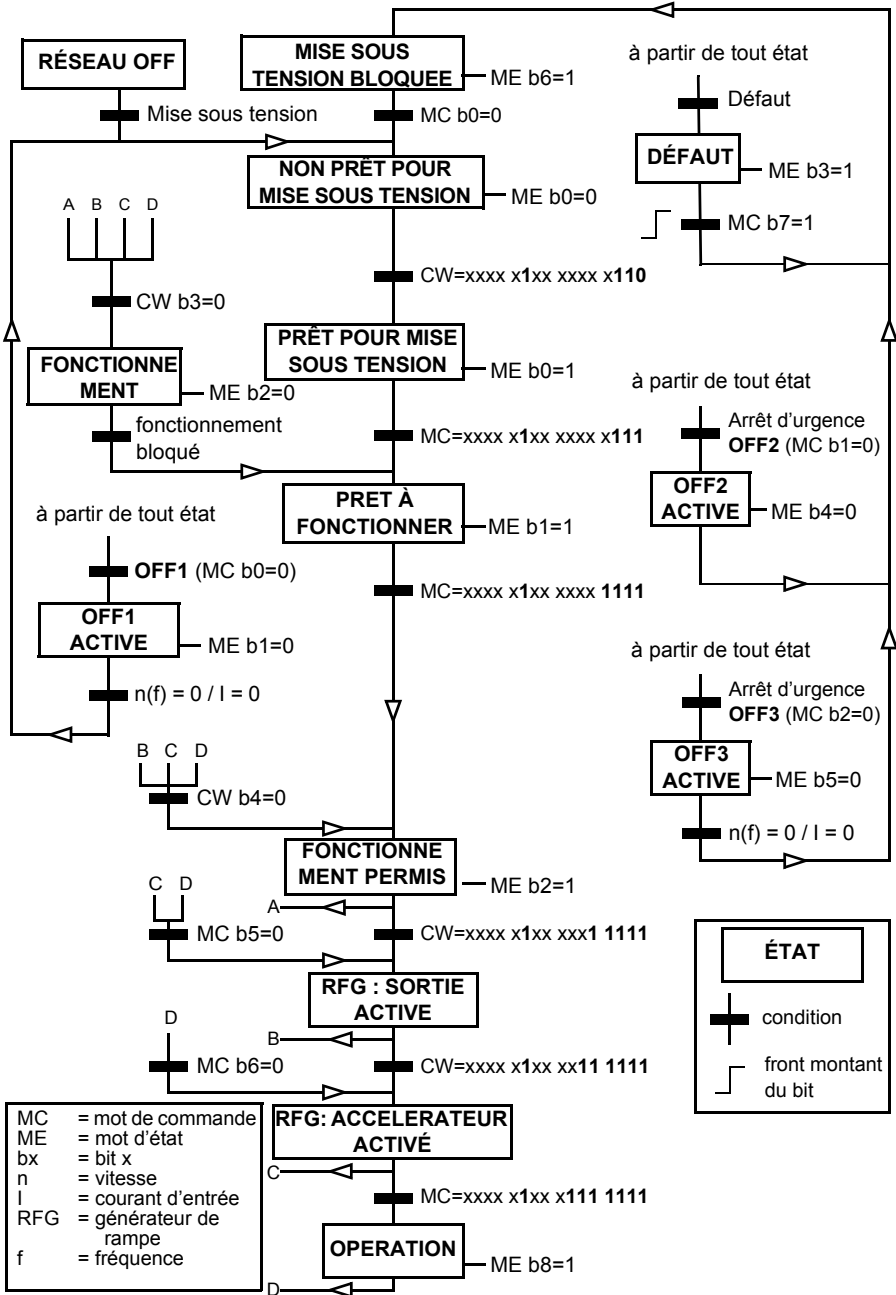 RÉSEAU OFF
Mise sous tension
MISE SOUS
TENSION BLOQUEE
ME b6=1
MC b0=0
à partir de tout état
Défaut
DÉFAUT
ME b3=1
MC b7=1
NON PRÊT POUR
MISE SOUS TENSION
ME b0=0
A B C D
CW b3=0
CW=xxxx x1xx xxxx x110
FONCTIONNE
MENT
ME b2=0
fonctionnement
bloqué
PRÊT POUR MISE
SOUS TENSION
ME b0=1
MC=xxxx x1xx xxxx x111
à partir de tout état
Arrêt d'urgence
OFF2 (MC b1=0)
OFF2
ACTIVE
ME b4=0
PRET À
FONCTIONNER
ME b1=1
MC=xxxx x1xx xxxx 1111
à partir de tout état
OFF1 (MC b0=0)
OFF1
ACTIVE
ME b1=0
n(f) = 0 / I = 0
à partir de tout état
Arrêt d'urgence
OFF3 (MC b2=0)
OFF3
ACTIVE
ME b5=0
n(f) = 0 / I = 0
B C D
CW b4=0
FONCTIONNE
MENT PERMIS
ME b2=1
A
C D
MC b5=0
CW=xxxx x1xx xxx1 1111
RFG : SORTIE
ACTIVE
B
D
MC b6=0
CW=xxxx x1xx xx11 1111
RFG: ACCELERATEUR
ACTIVÉ
C
MC=xxxx x1xx x111 1111
OPERATION
ME b8=1
D
ÉTAT
condition
front montant
du bit
MC = mot de commande
ME = mot d'état
bx = bit x
n = vitesse
I = courant d'entrée
RFG = générateur de
rampe
f = fréquence